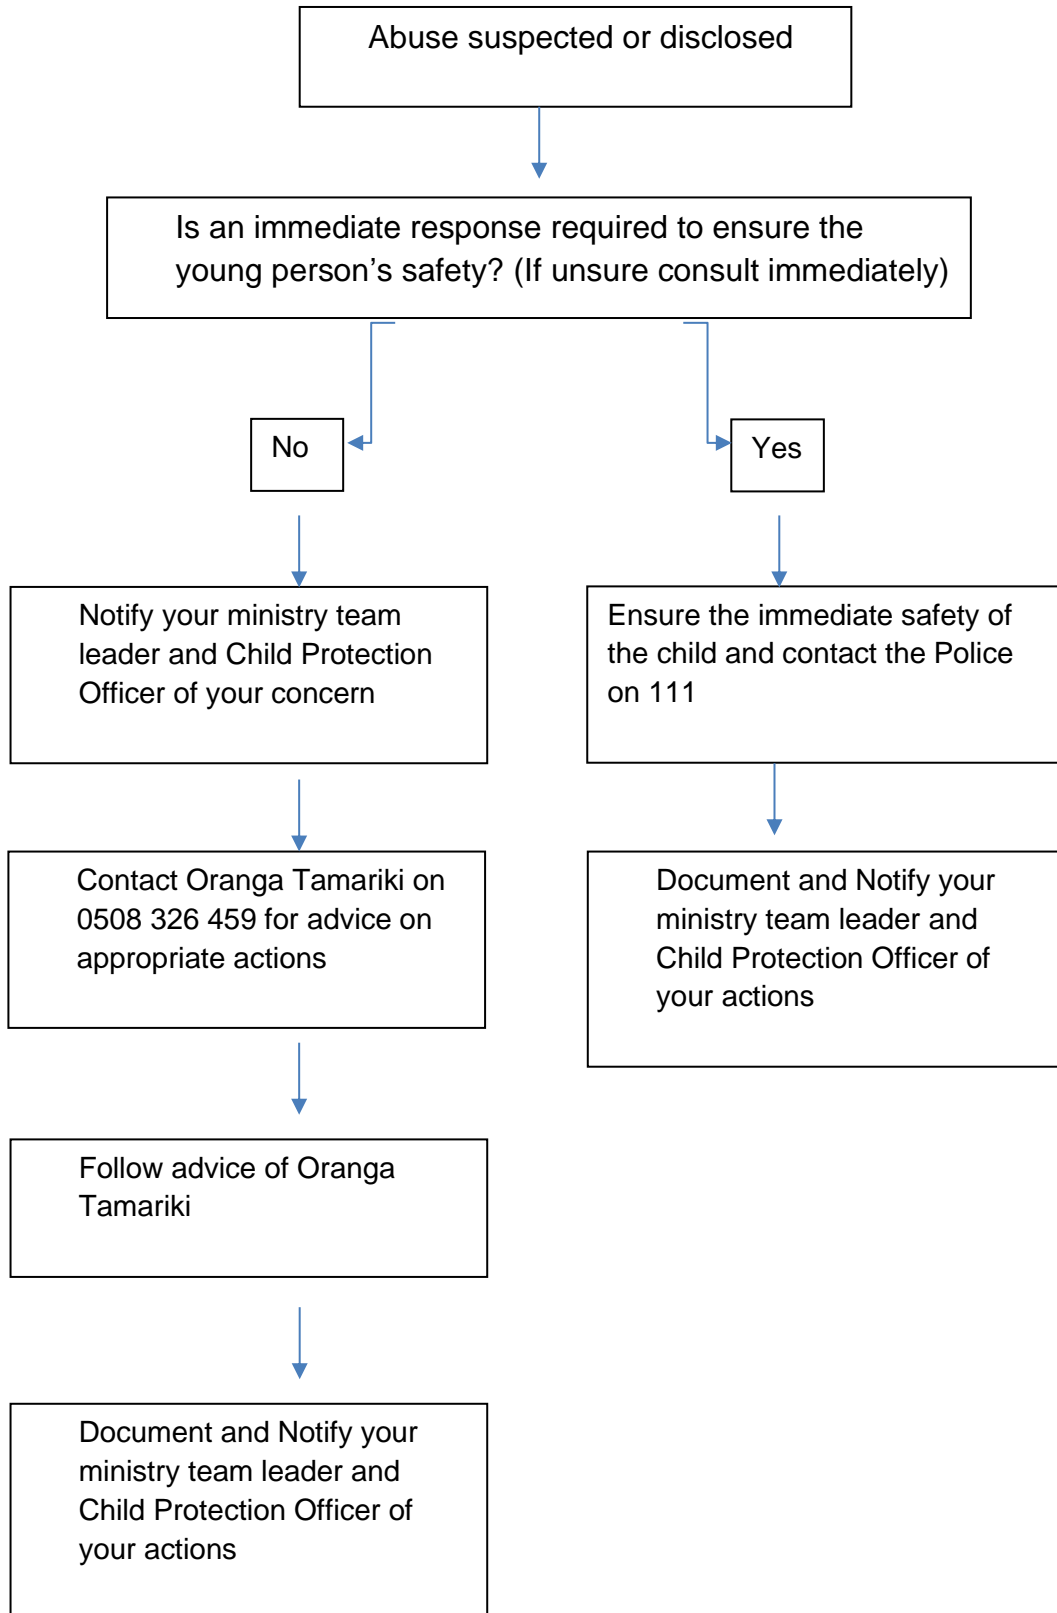 Abuse suspected or disclosed
Is an immediate response required to ensure the
young person’s safety? (If unsure consult immediately)
No
Yes
Notify your ministry team
leader and Child Protection
Officer of your concern
Ensure the immediate safety of
the child and contact the Police
on 111
Contact Oranga Tamariki on
0508 326 459 for advice on
appropriate actions
Document and Notify your
ministry team leader and
Child Protection Officer of
your actions
Follow advice of Oranga
Tamariki
Document and Notify your
ministry team leader and
Child Protection Officer of
your actions